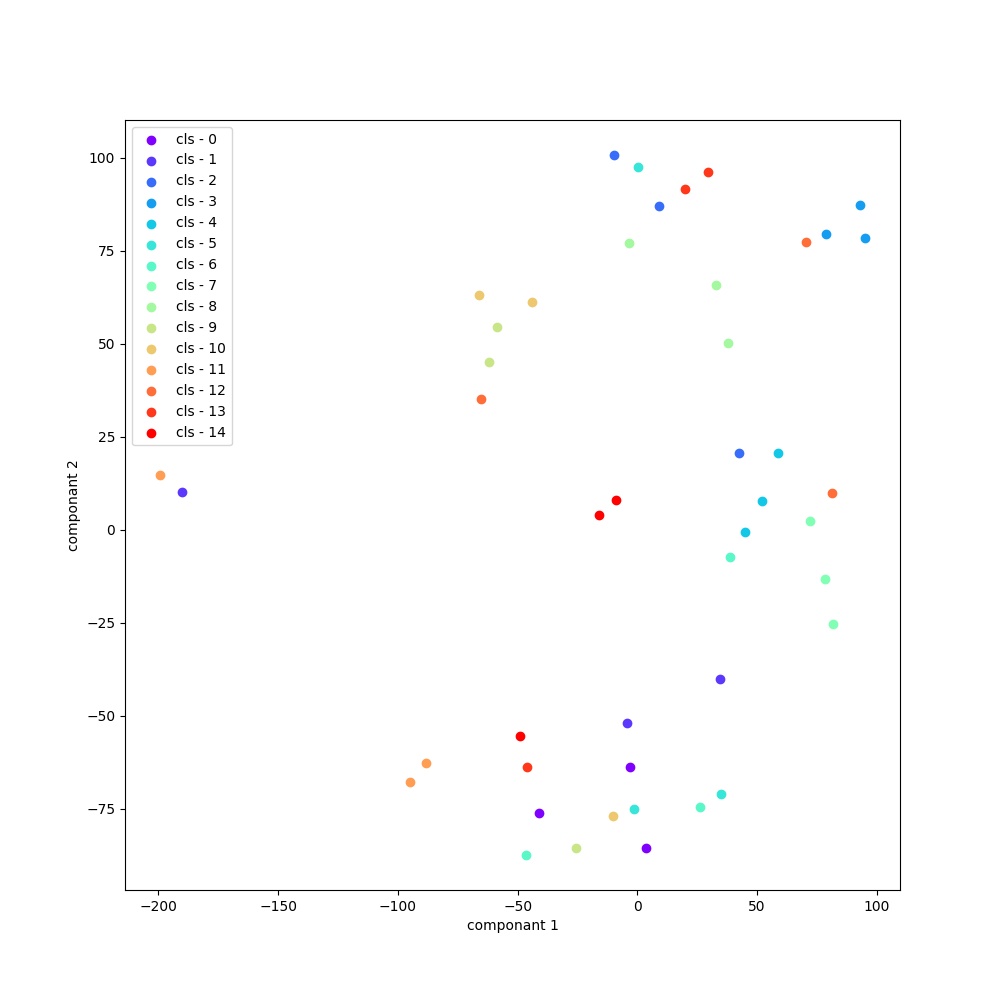 cls - 0
cls - 1
cls - 2
cls - 3
cls - 4
cls - 5
cls - 6
cls - 7
cls - 8
cls - 9
cls - 10
cls - 11
cls - 12
cls - 13
cls - 14
100
75
50
25
0
−25
−50
−75
componant 2
−200 −150 −100 −50 0 50 100
componant 1